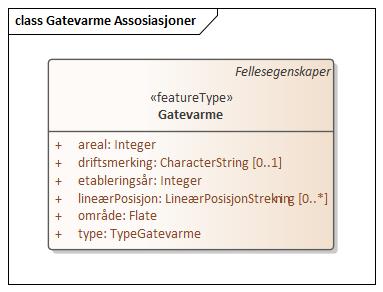 class Gatevarme Assosiasjoner
Fellesegenskaper
«featureType»
Gatevarme
+ areal: Integer
+ driftsmerking: CharacterString [0..1]
+ etableringsår: Integer
+ lineærPosisjon: LineærPosisjonStrekning [0..*]
+ område: Flate
+ type: TypeGatevarme